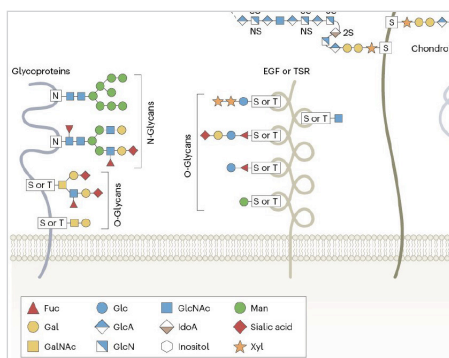 NS
NS
2S
S
S
Chondro
Glycoproteins
EGF or TSR
N
N
N-Glycans
S or T
S or T
O-Glycans
S or T
S or T
S or T
S or T
S or T
O-Glycans
Fuc
Glc
GlcNAc
Man
Gal
GlcA
IdoA
Sialic acid
GalNAc
GlcN
Inositol
Xyl